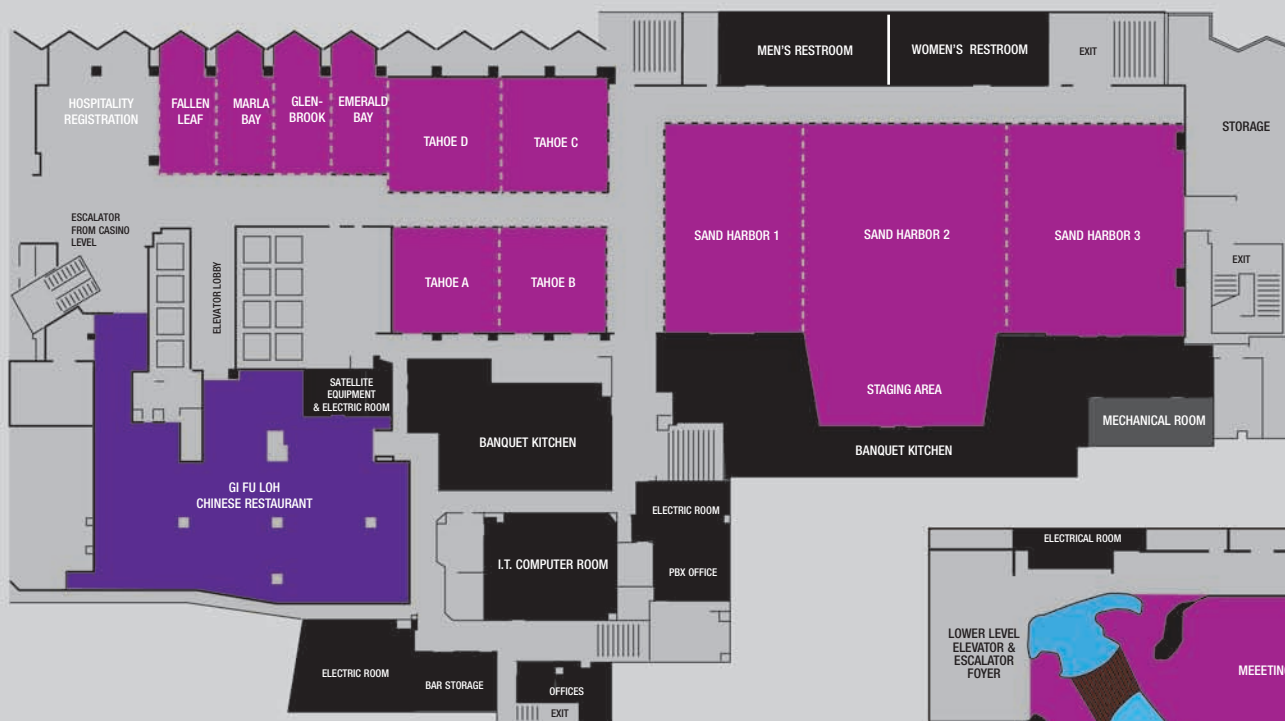 MEN'S RESTROOM
WOMEN'S RESTROOM
EXIT
HOSPITALITY
REGISTRATION
FALLEN
LEAF
MARLA
BAY
GLEN-
BROOK
EMERALD
BAY
TAHOE D
TAHOE C
STORAGE
ESCALATOR
FROM CASINO
LEVEL
ELEVATOR LOBBY
TAHOE A
TAHOE B
SAND HARBOR 1
SAND HARBOR 2
SAND HARBOR 3
EXIT
SATELLITE
EQUIPMENT
& ELECTRIC ROOM
STAGING AREA
MECHANICAL ROOM
BANQUET KITCHEN
BANQUET KITCHEN
GI FU LOH
CHINESE RESTAURANT
ELECTRIC ROOM
I.T. COMPUTER ROOM
PBX OFFICE
ELECTRICAL ROOM
LOWER LEVEL
ELEVATOR &
ESCALATOR
FOYER
MEEETING
ELECTRIC ROOM
BAR STORAGE
OFFICES
EXIT